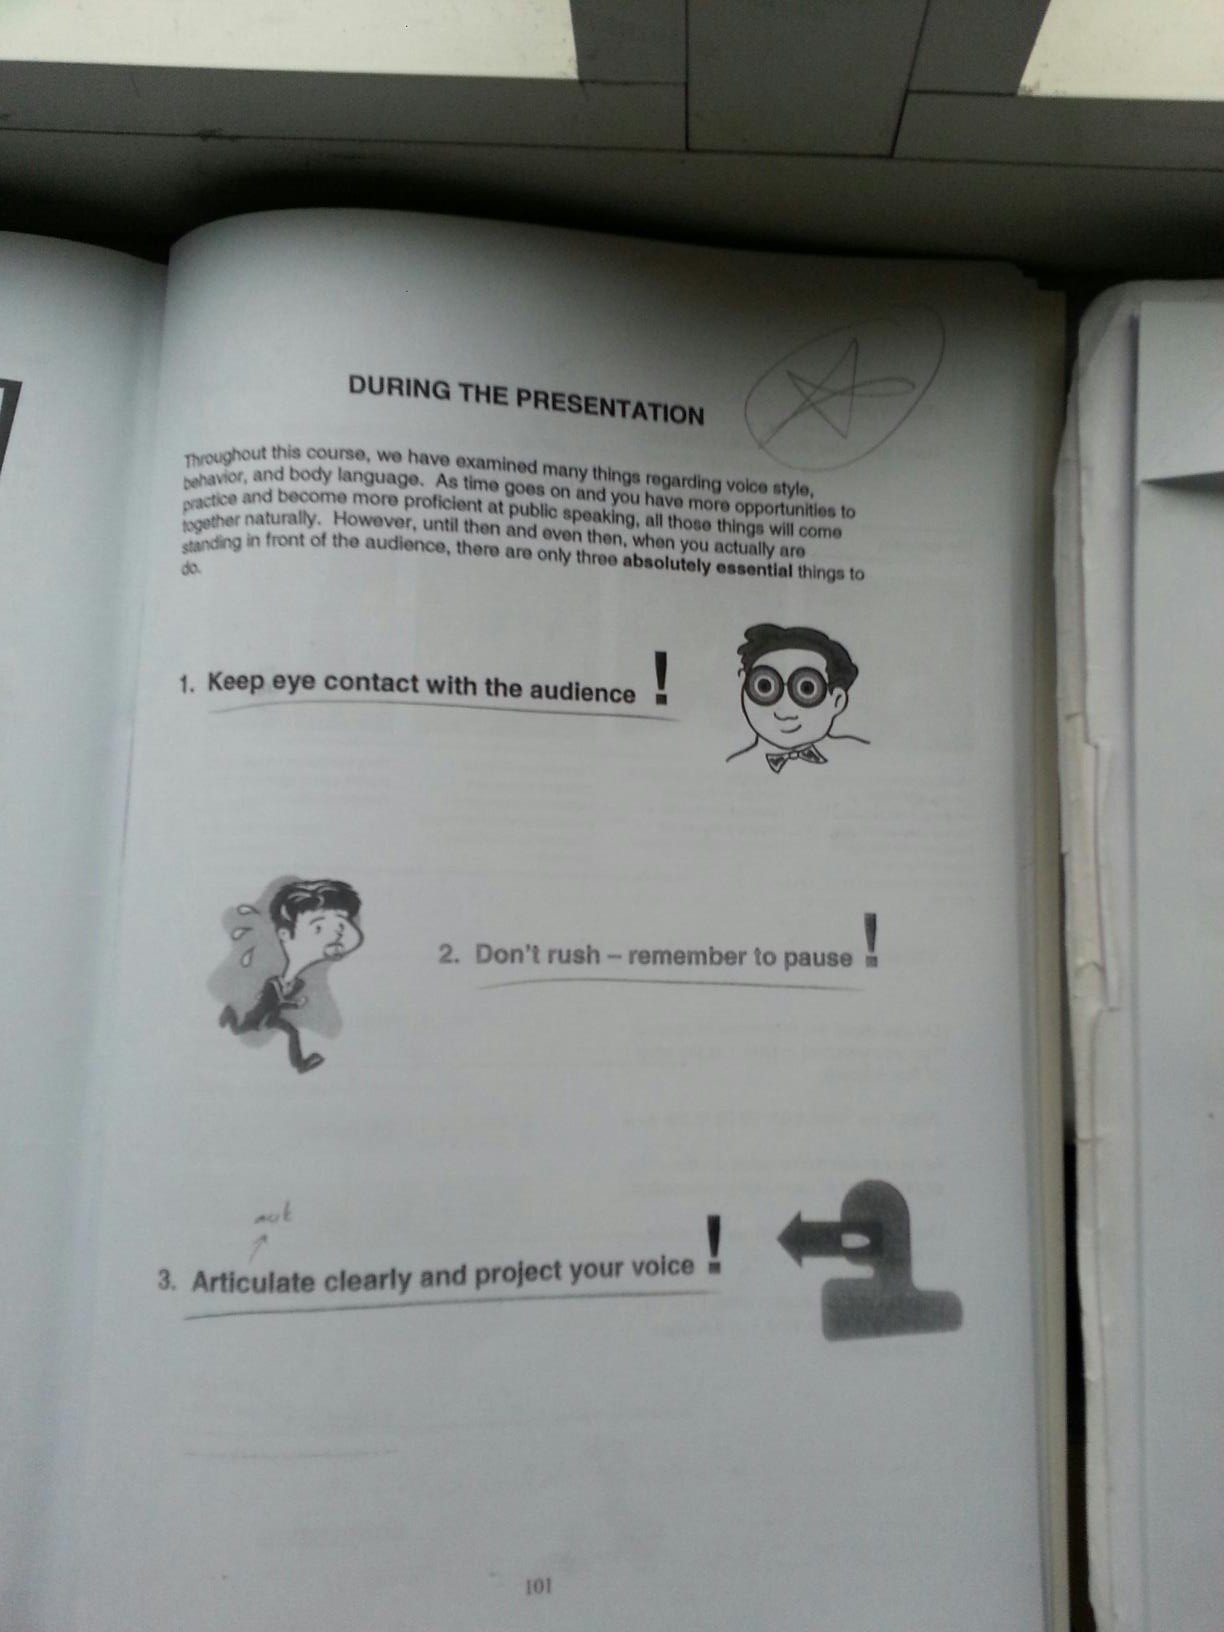 DURING THE PRESENTATION
Throughout this course, we have examined many things regarding voice style,
behavior, and body language. As time goes on and you have more opportunities to
practice and become more proficient at public speaking, all those things will come
together naturally. However, until then and even then, when you actually are
standing in front of the audience, there are only three absolutely essential things to
do.
1. Keep eye contact with the audience !
2. Don't rush – remember to pause !
3. Articulate clearly and project your voice !
101